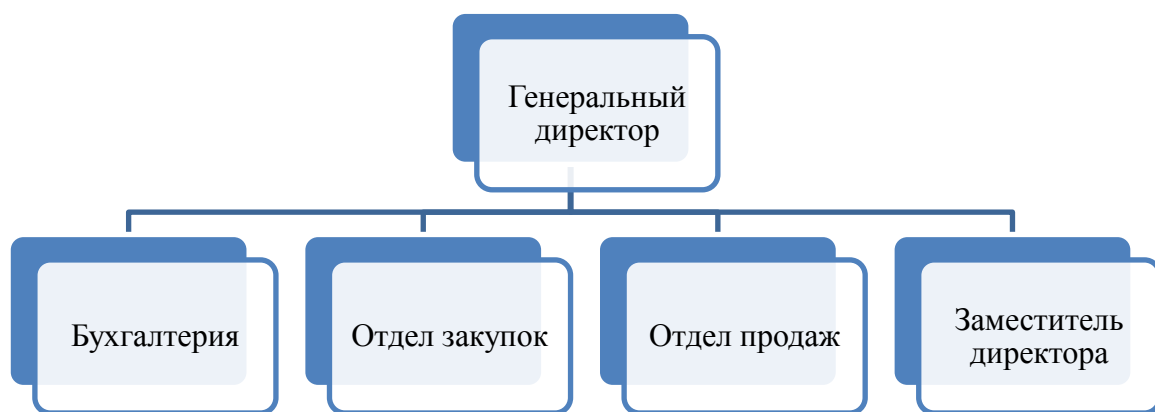 Генеральный
директор
Бухгалтерия
Отдел закупок
Отдел продаж
Заместитель
директора